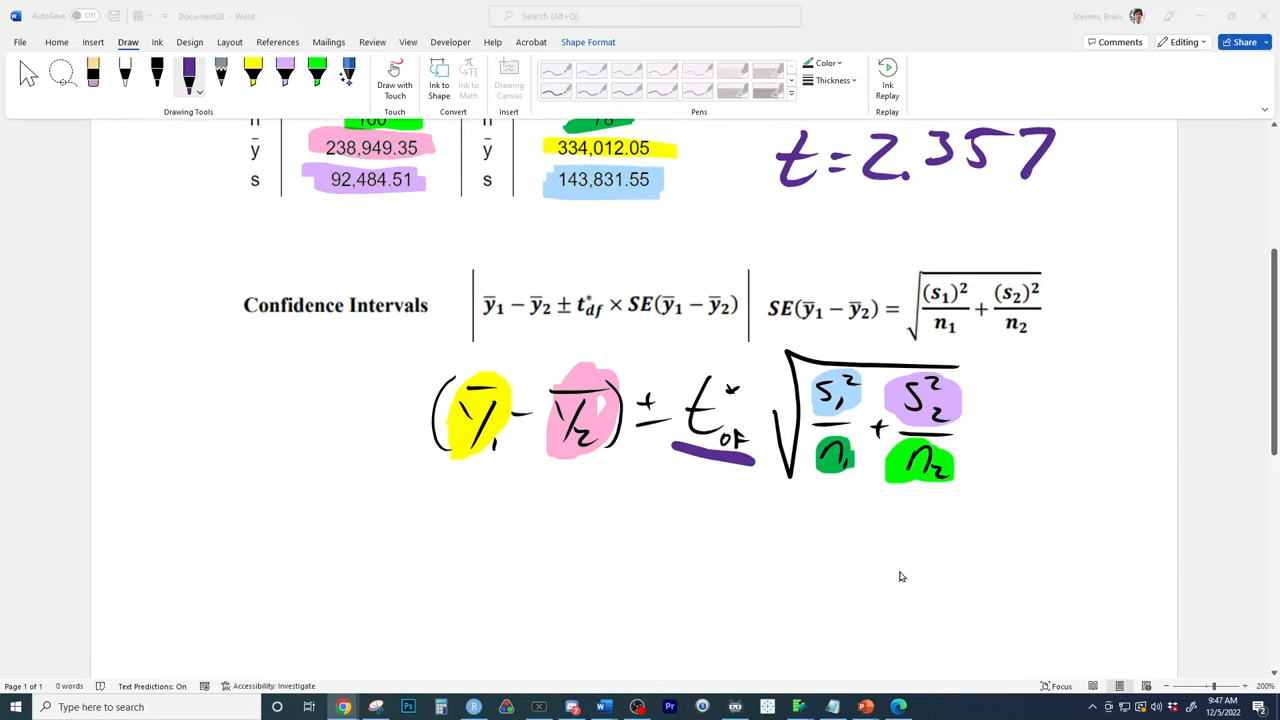 AutoSave Off Document28 - Word Search (Alt+Q) Stevens, Brian
File Home Insert Draw Ink Design Layout References Mailings Review View Developer Help Acrobat Shape Format Comments Editing Share
Draw with Touch Ink to Shape Ink to Math Drawing Canvas Color Thickness Ink Replay
Drawing Tools Touch Convert Insert Pens Replay
n 100 n 78
ȳ 238,949.35 ȳ 334,012.05
s 92,484.51 s 143,831.55
t = 2.357
Confidence Intervals ȳ₁ − ȳ₂ ± t*df × SE(ȳ₁ − ȳ₂) SE(ȳ₁ − ȳ₂) = √((s₁)²/n₁ + (s₂)²/n₂)
(ȳ₁ − ȳ₂) ± t*DF √(s₁²/n₁ + s₂²/n₂)
Page 1 of 1 0 words Text Predictions: On Accessibility: Investigate Focus 200%
Type here to search 9:47 AM
12/5/2022